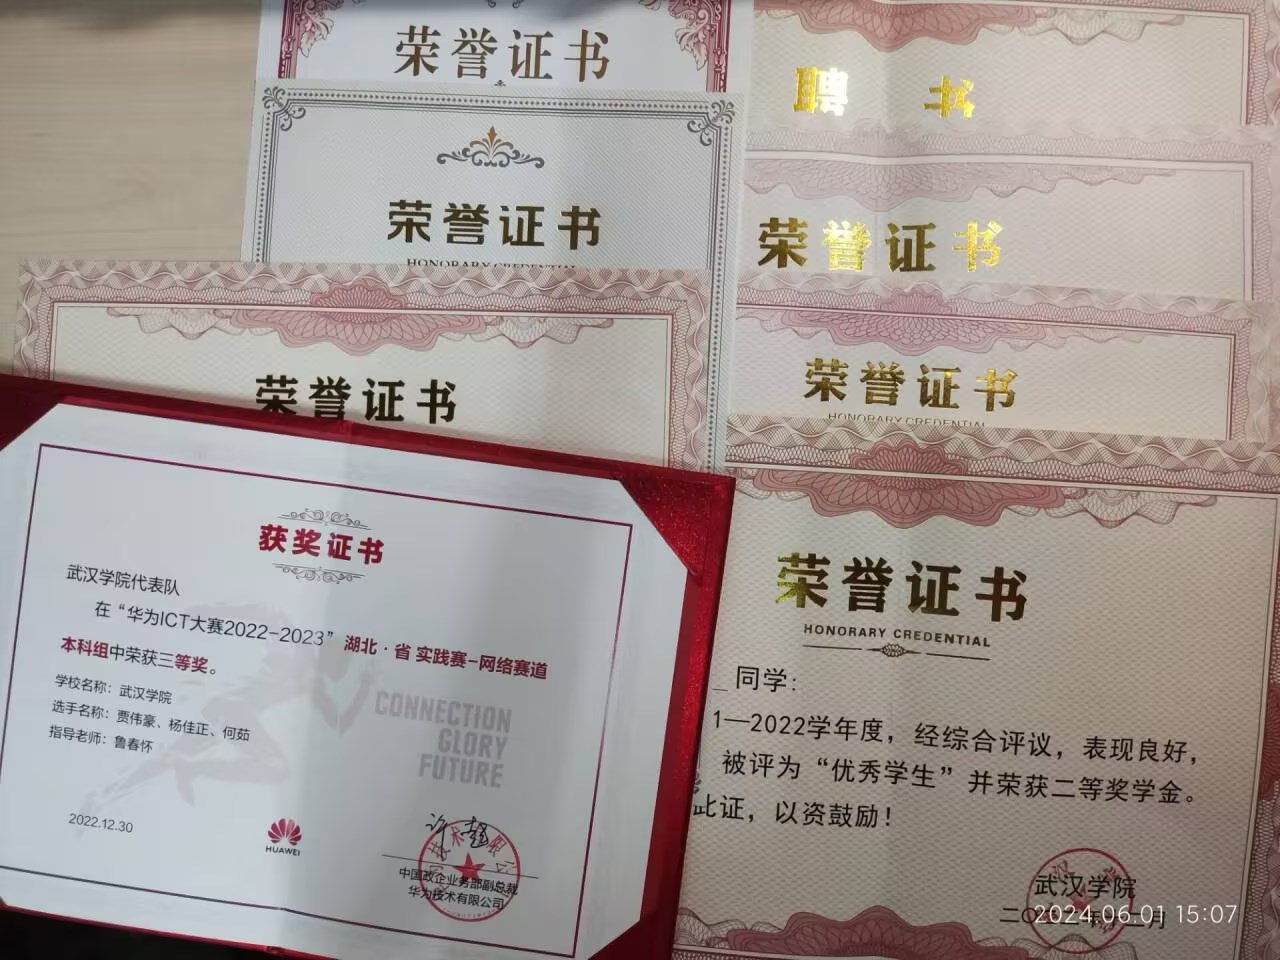 荣誉证书
聘 书
荣誉证书
荣誉证书
荣誉证书
HONORARY CREDENTIAL
荣誉证书
HONORARY CREDENTIAL
获奖证书
武汉学院代表队
在“华为ICT大赛2022-2023”湖北·省 实践赛-网络赛道
本科组中荣获三等奖。
学校名称：武汉学院
选手名称：贾伟豪、杨佳正、何茹
指导老师：鲁春怀
CONNECTION
GLORY
FUTURE
2022.12.30
HUAWEI
中国政企业务部副总裁
华为技术有限公司
荣誉证书
HONORARY CREDENTIAL
同学：
1—2022学年度，经综合评议，表现良好，
被评为“优秀学生”并荣获二等奖学金。
此证，以资鼓励！
武汉学院
2024.06.01 15:07